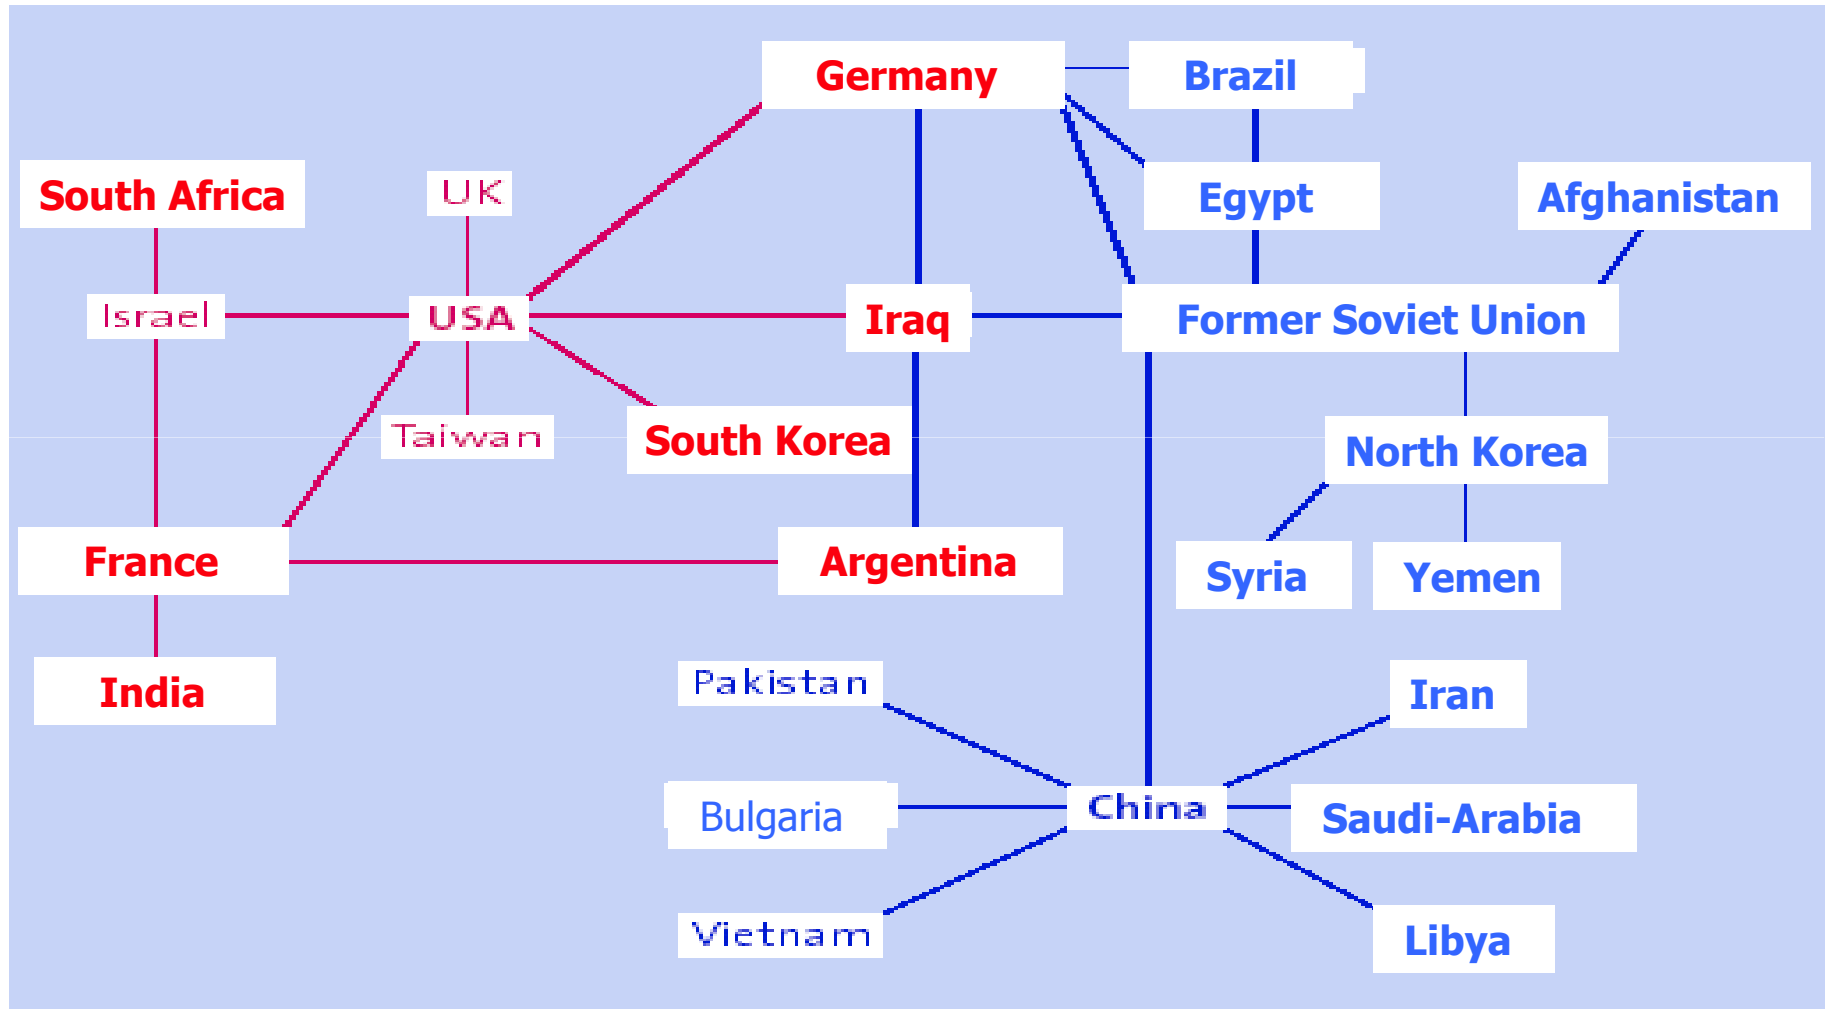 Germany
Brazil
South Africa
UK
Egypt
Afghanistan
Israel
USA
Iraq
Former Soviet Union
Taiwan
South Korea
North Korea
France
Argentina
Syria
Yemen
India
Pakistan
Iran
Bulgaria
China
Saudi-Arabia
Vietnam
Libya